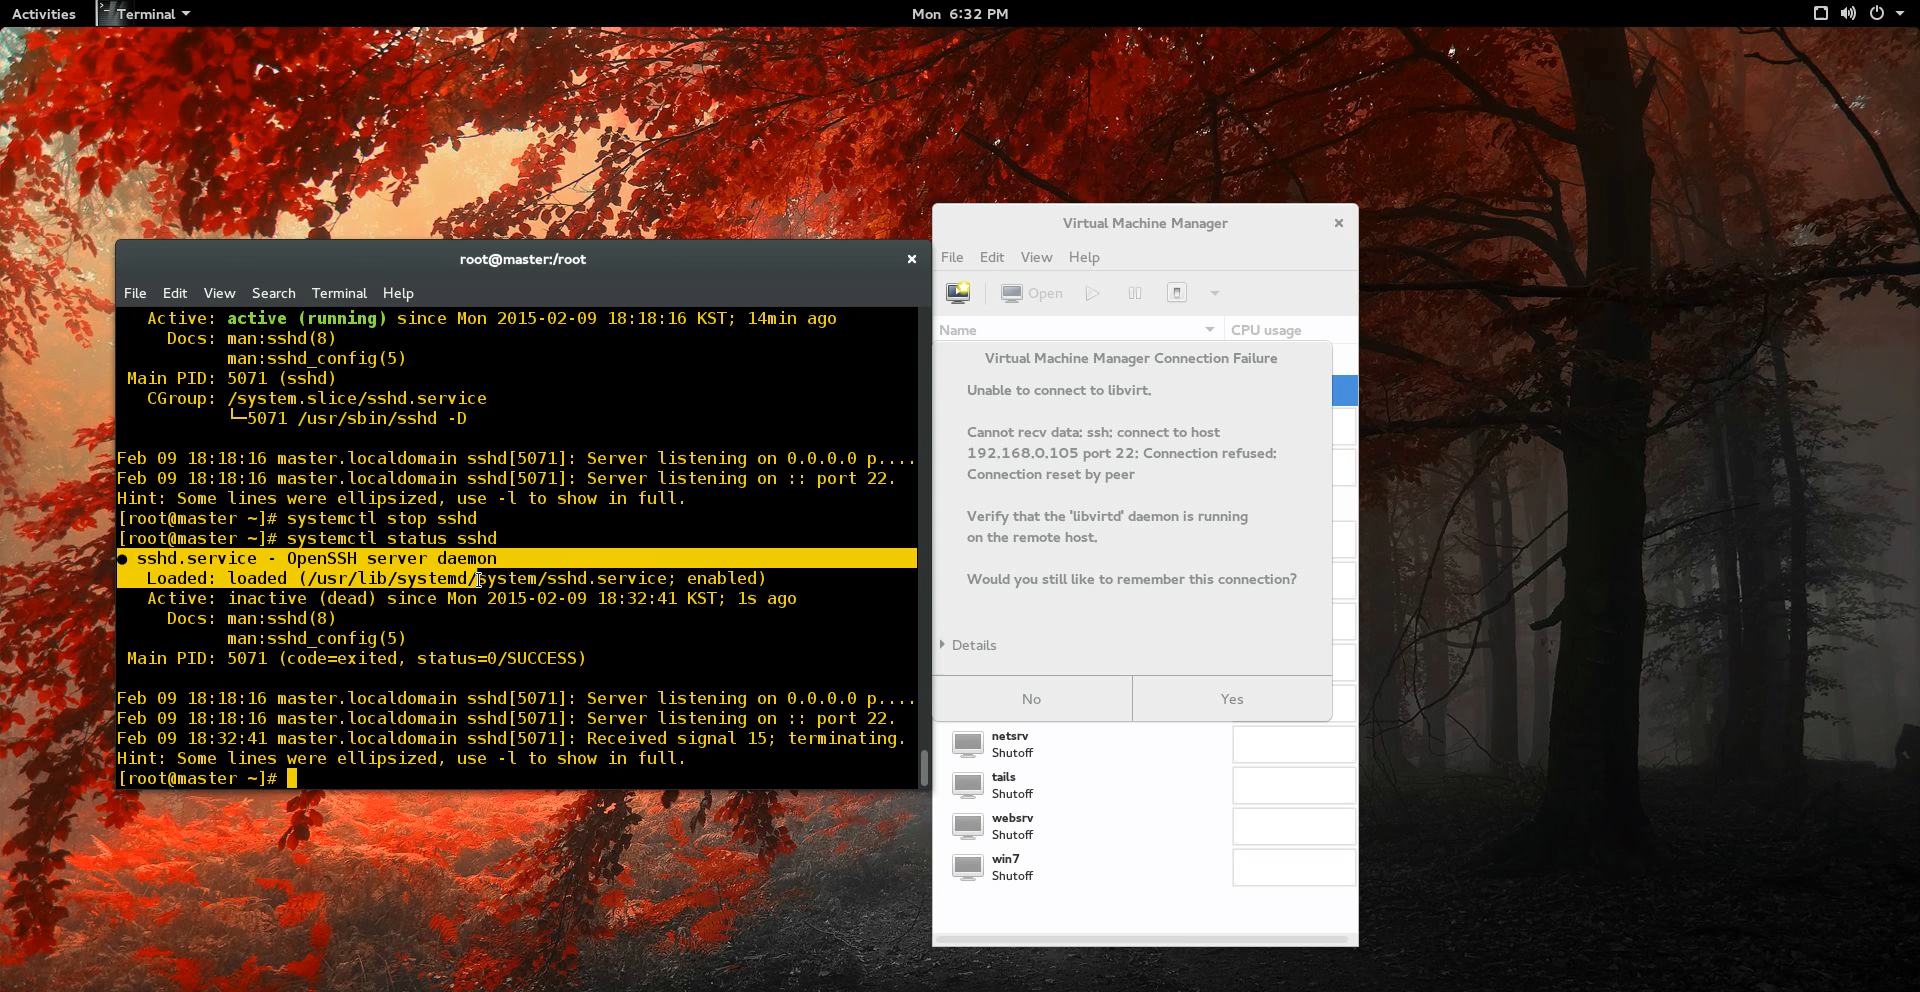 Activities
Terminal
Mon 6:32 PM
root@master:/root
File Edit View Search Terminal Help
Active: active (running) since Mon 2015-02-09 18:18:16 KST; 14min ago
Docs: man:sshd(8)
man:sshd_config(5)
Main PID: 5071 (sshd)
CGroup: /system.slice/sshd.service
└─5071 /usr/sbin/sshd -D
Feb 09 18:18:16 master.localdomain sshd[5071]: Server listening on 0.0.0.0 p....
Feb 09 18:18:16 master.localdomain sshd[5071]: Server listening on :: port 22.
Hint: Some lines were ellipsized, use -l to show in full.
[root@master ~]# systemctl stop sshd
[root@master ~]# systemctl status sshd
● sshd.service - OpenSSH server daemon
Loaded: loaded (/usr/lib/systemd/system/sshd.service; enabled)
Active: inactive (dead) since Mon 2015-02-09 18:32:41 KST; 1s ago
Docs: man:sshd(8)
man:sshd_config(5)
Main PID: 5071 (code=exited, status=0/SUCCESS)
Feb 09 18:18:16 master.localdomain sshd[5071]: Server listening on 0.0.0.0 p....
Feb 09 18:18:16 master.localdomain sshd[5071]: Server listening on :: port 22.
Feb 09 18:32:41 master.localdomain sshd[5071]: Received signal 15; terminating.
Hint: Some lines were ellipsized, use -l to show in full.
[root@master ~]#
Virtual Machine Manager
File Edit View Help
Open
Name CPU usage
Virtual Machine Manager Connection Failure
Unable to connect to libvirt.
Cannot recv data: ssh: connect to host
192.168.0.105 port 22: Connection refused:
Connection reset by peer
Verify that the 'libvirtd' daemon is running
on the remote host.
Would you still like to remember this connection?
Details
No Yes
netsrv
Shutoff
tails
Shutoff
websrv
Shutoff
win7
Shutoff